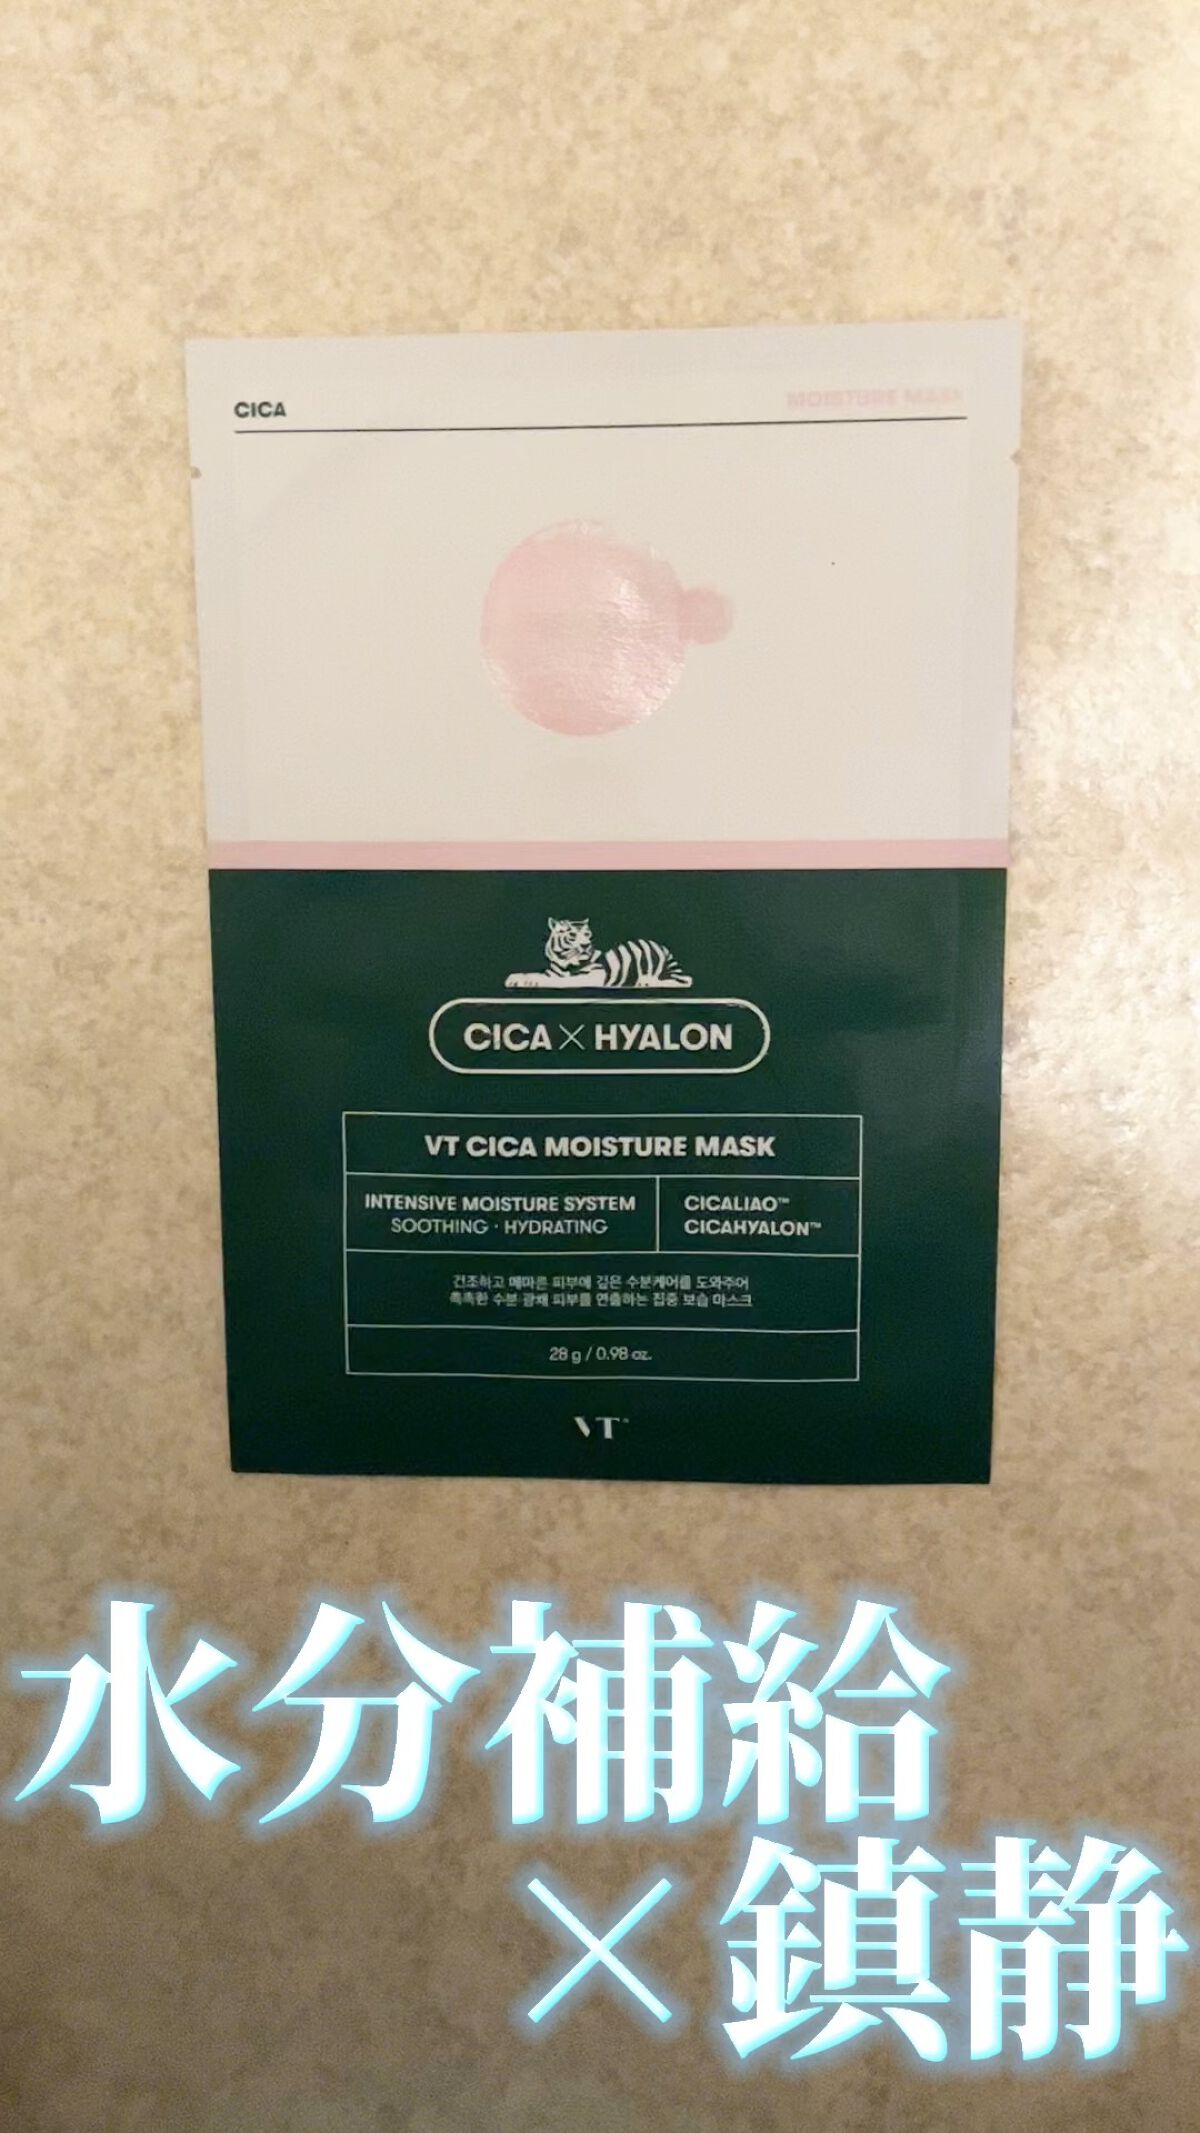 CICA
MOISTURE MASK
CICA × HYALON
VT CICA MOISTURE MASK
INTENSIVE MOISTURE SYSTEM
SOOTHING · HYDRATING
CICALIAO™
CICAHYALON™
건조하고 메마른 피부에 깊은 수분케어를 도와주어
촉촉한 수분 광채 피부를 연출하는 집중 보습 마스크
28 g / 0.98 oz.
VT
水分補給
×鎮静